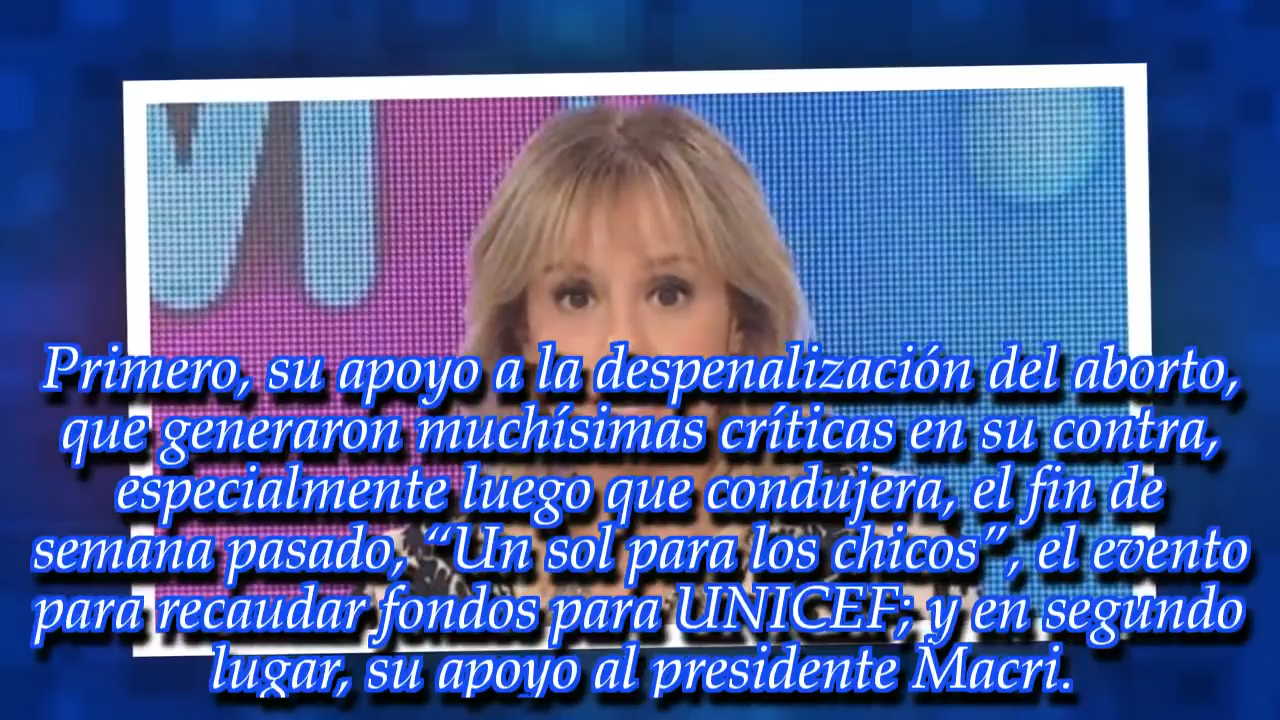 VI
Primero, su apoyo a la despenalización del aborto,
que generaron muchísimas críticas en su contra,
especialmente luego que condujera, el fin de
semana pasado, “Un sol para los chicos”, el evento
para recaudar fondos para UNICEF; y en segundo
lugar, su apoyo al presidente Macri.